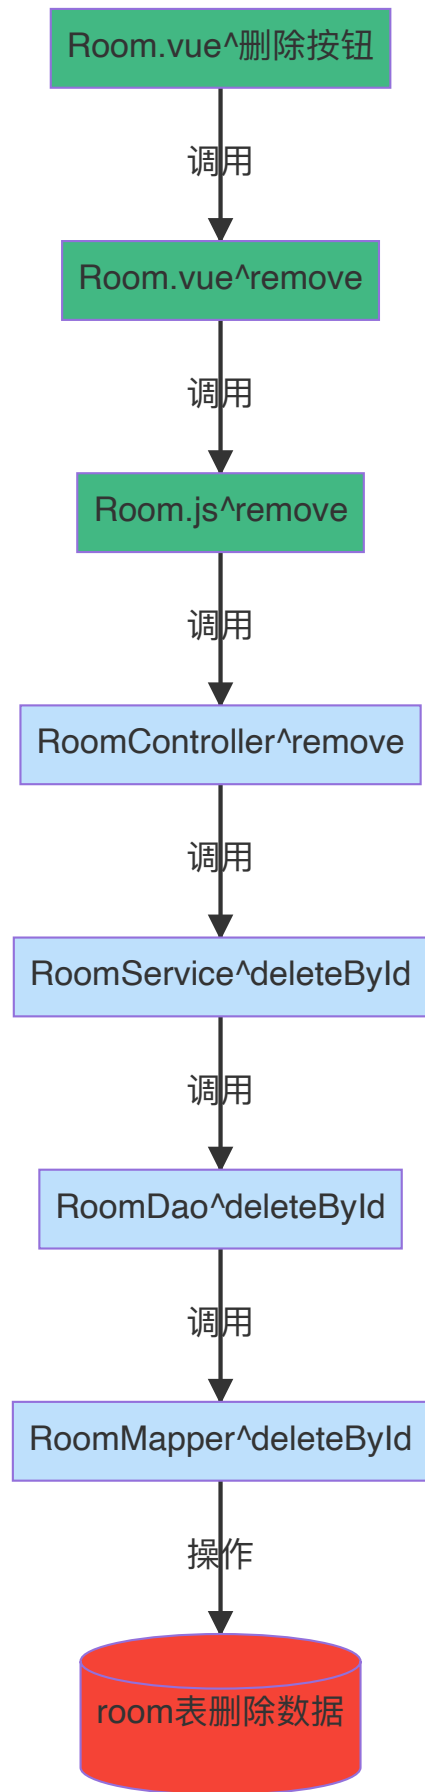 Room.vue^删除按钮
调用
Room.vue^remove
调用
Room.js^remove
调用
RoomController^remove
调用
RoomService^deleteById
调用
RoomDao^deleteById
调用
RoomMapper^deleteById
操作
room表删除数据